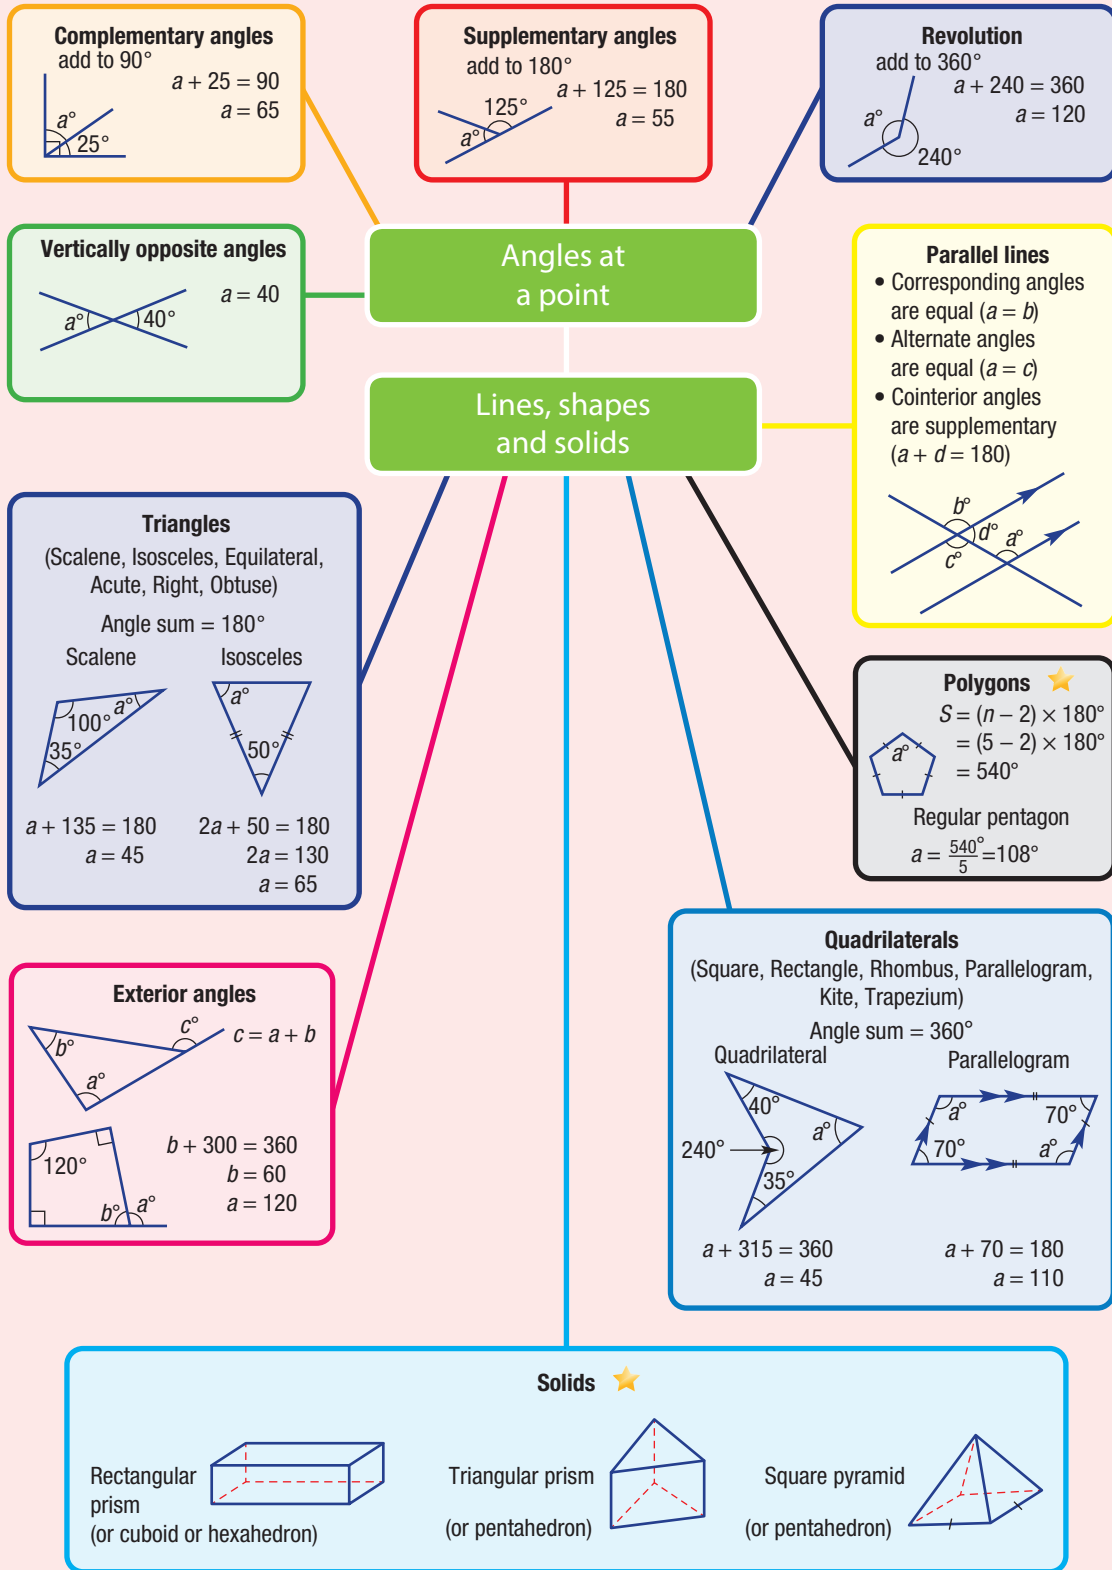 Complementary angles
add to 90°
a + 25 = 90
a = 65
a°
25°
Supplementary angles
add to 180°
a + 125 = 180
a = 55
125°
a°
Revolution
add to 360°
a + 240 = 360
a = 120
a°
240°
Vertically opposite angles
a = 40
a°
40°
Angles at
a point
Lines, shapes
and solids
Parallel lines
• Corresponding angles
are equal (a = b)
• Alternate angles
are equal (a = c)
• Cointerior angles
are supplementary
(a + d = 180)
b°
d° a°
c°
Triangles
(Scalene, Isosceles, Equilateral,
Acute, Right, Obtuse)
Angle sum = 180°
Scalene
100° a°
35°
a + 135 = 180
a = 45
Isosceles
a°
50°
2a + 50 = 180
2a = 130
a = 65
Polygons
S = (n – 2) × 180°
= (5 – 2) × 180°
= 540°
a°
Regular pentagon
a = 540°/5 =108°
Exterior angles
c°
c = a + b
b°
a°
120°
b° a°
b + 300 = 360
b = 60
a = 120
Quadrilaterals
(Square, Rectangle, Rhombus, Parallelogram,
Kite, Trapezium)
Angle sum = 360°
Quadrilateral
40°
a°
240°
35°
a + 315 = 360
a = 45
Parallelogram
a° 70°
70° a°
a + 70 = 180
a = 110
Solids
Rectangular
prism
(or cuboid or hexahedron)
Triangular prism
(or pentahedron)
Square pyramid
(or pentahedron)